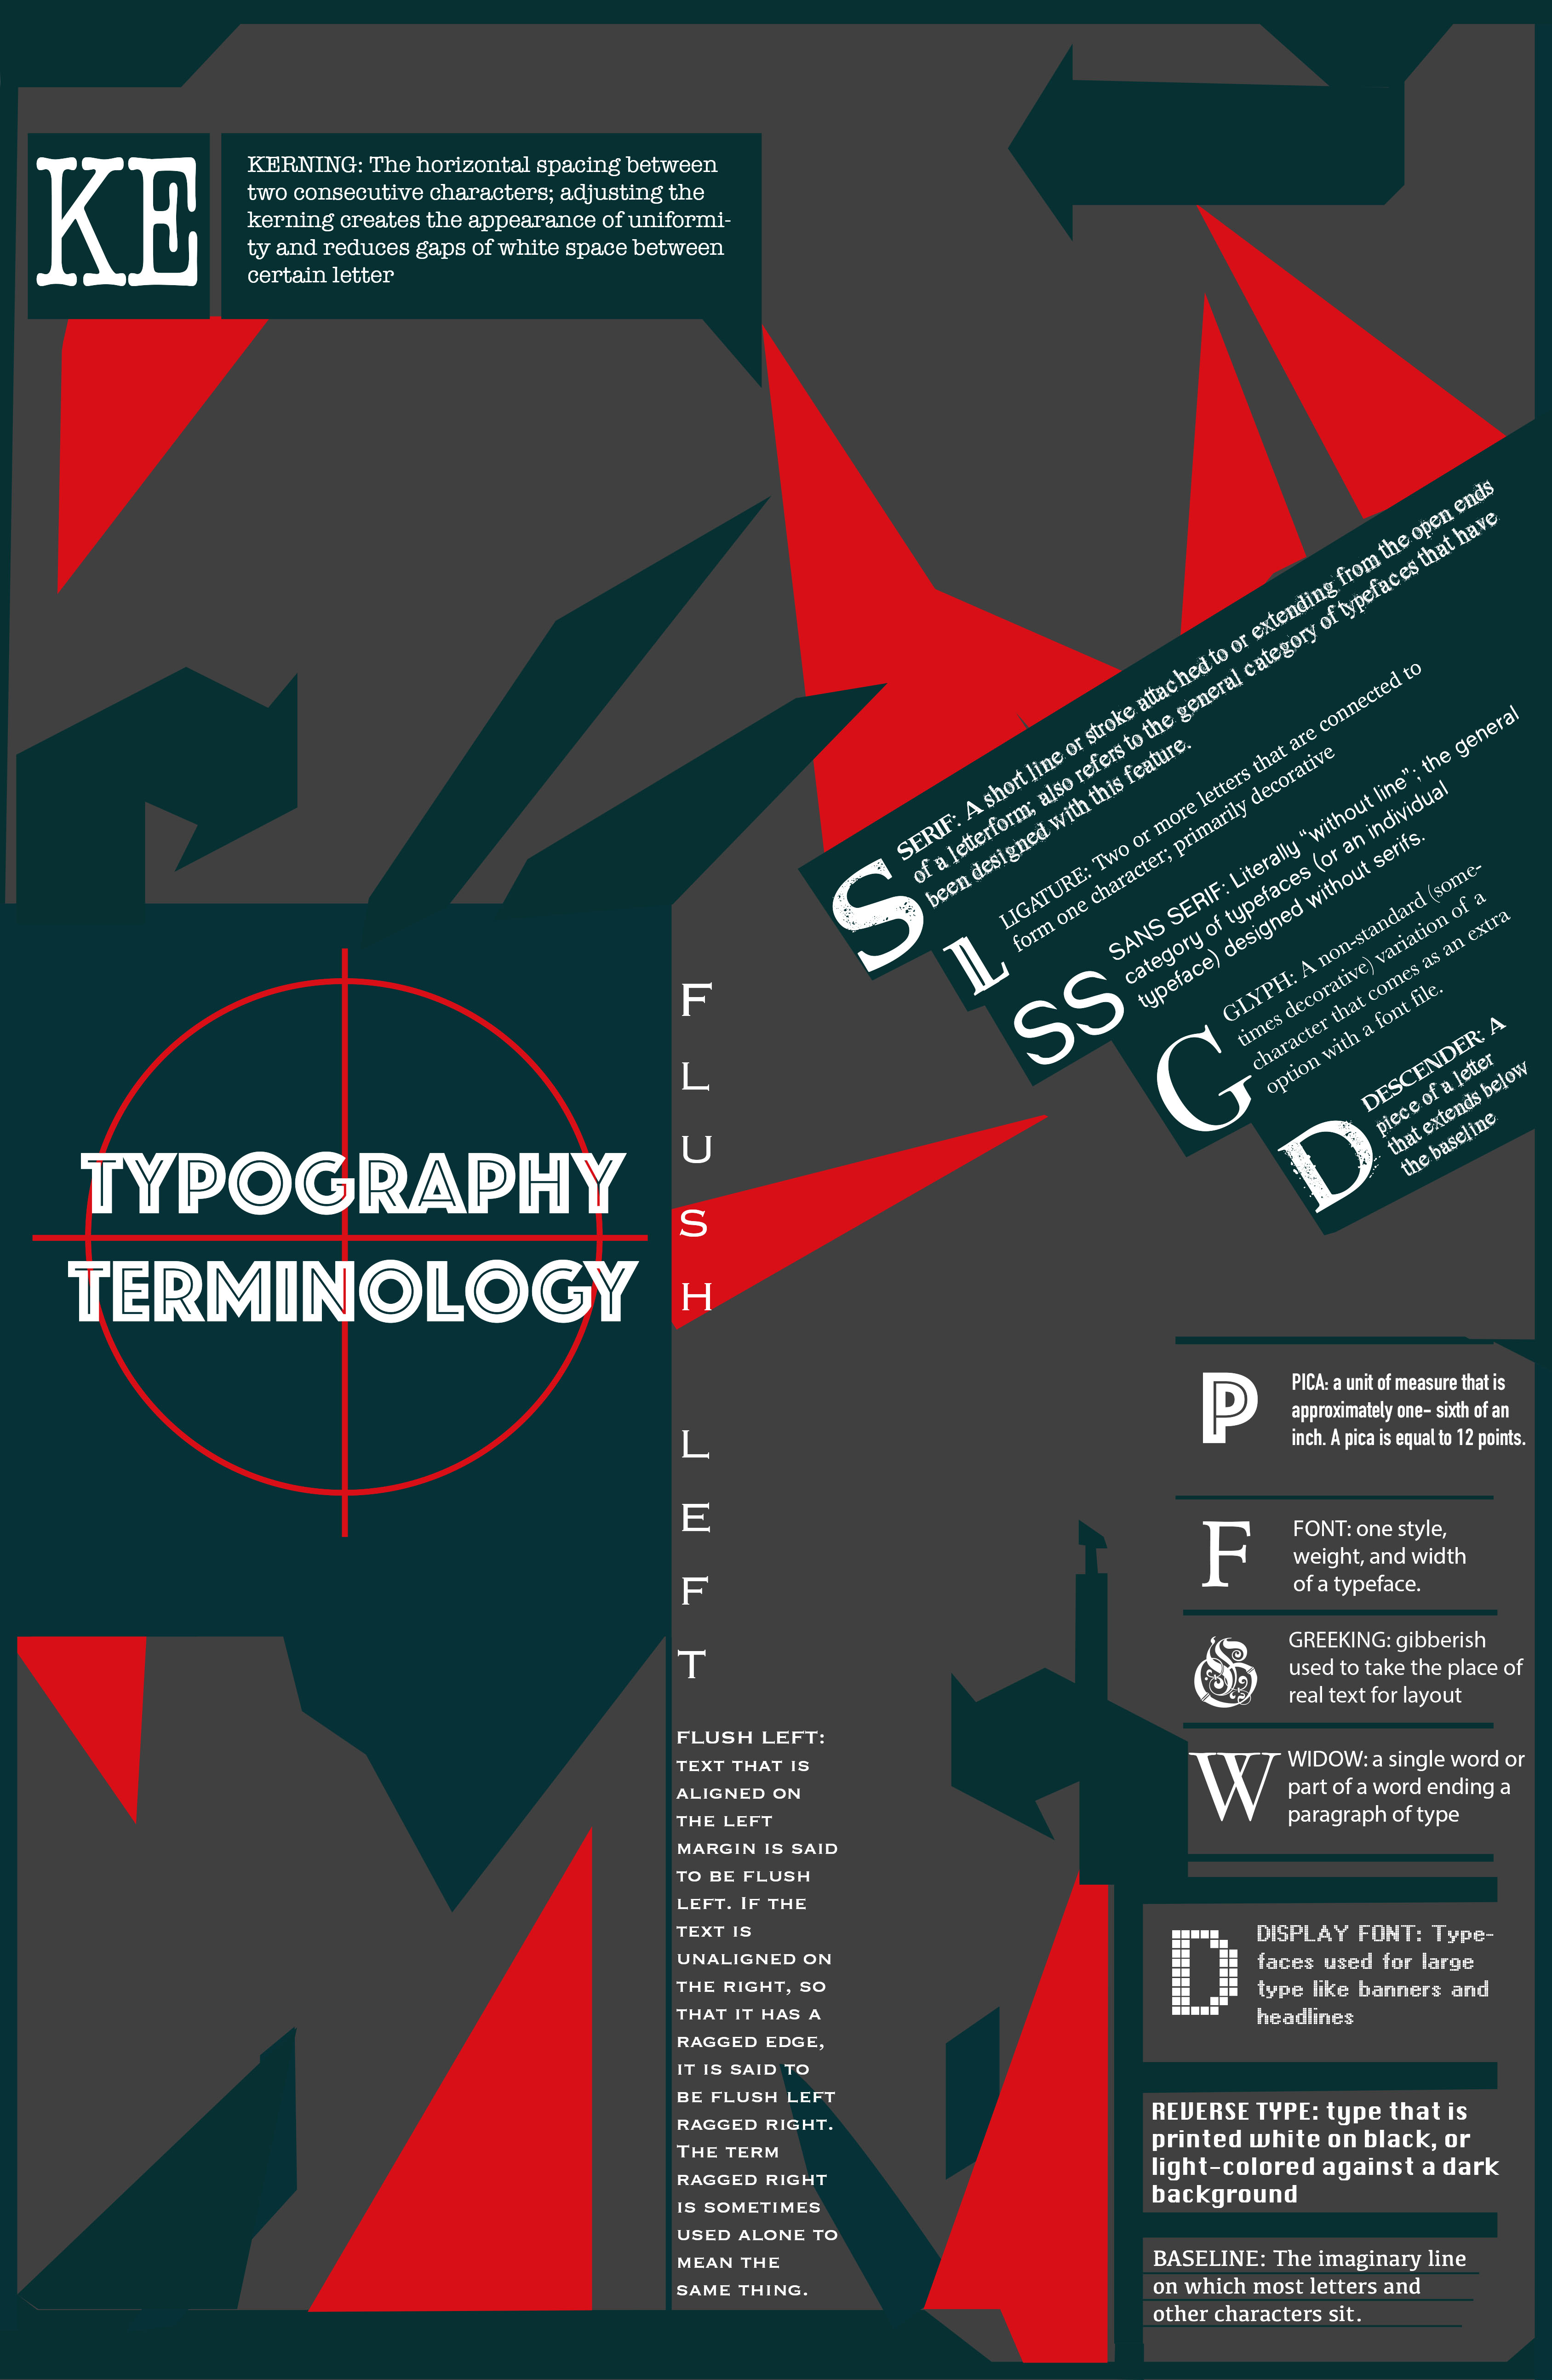 KE
KERNING: The horizontal spacing between
two consecutive characters; adjusting the
kerning creates the appearance of uniformi-
ty and reduces gaps of white space between
certain letter
S
SERIF: A short line or stroke attached to or extending from the open ends
of a letterform; also refers to the general category of typefaces that have
been designed with this feature.
L
LIGATURE: Two or more letters that are connected to
form one character; primarily decorative
SS
SANS SERIF: Literally “without line”; the general
category of typefaces (or an individual
typeface) designed without serifs.
G
GLYPH: A non-standard (some-
times decorative) variation of a
character that comes as an extra
option with a font file.
D
DESCENDER: A
piece of a letter
that extends below
the baseline
TYPOGRAPHY
TERMINOLOGY
F
L
U
S
H
L
E
F
T
FLUSH LEFT:
TEXT THAT IS
ALIGNED ON
THE LEFT
MARGIN IS SAID
TO BE FLUSH
LEFT. IF THE
TEXT IS
UNALIGNED ON
THE RIGHT, SO
THAT IT HAS A
RAGGED EDGE,
IT IS SAID TO
BE FLUSH LEFT
RAGGED RIGHT.
THE TERM
RAGGED RIGHT
IS SOMETIMES
USED ALONE TO
MEAN THE
SAME THING.
P
PICA: a unit of measure that is
approximately one- sixth of an
inch. A pica is equal to 12 points.
F
FONT: one style,
weight, and width
of a typeface.
GREEKING: gibberish
used to take the place of
real text for layout
W
WIDOW: a single word or
part of a word ending a
paragraph of type
D
DISPLAY FONT: Type-
faces used for large
type like banners and
headlines
REVERSE TYPE: type that is
printed white on black, or
light-colored against a dark
background
BASELINE: The imaginary line
on which most letters and
other characters sit.